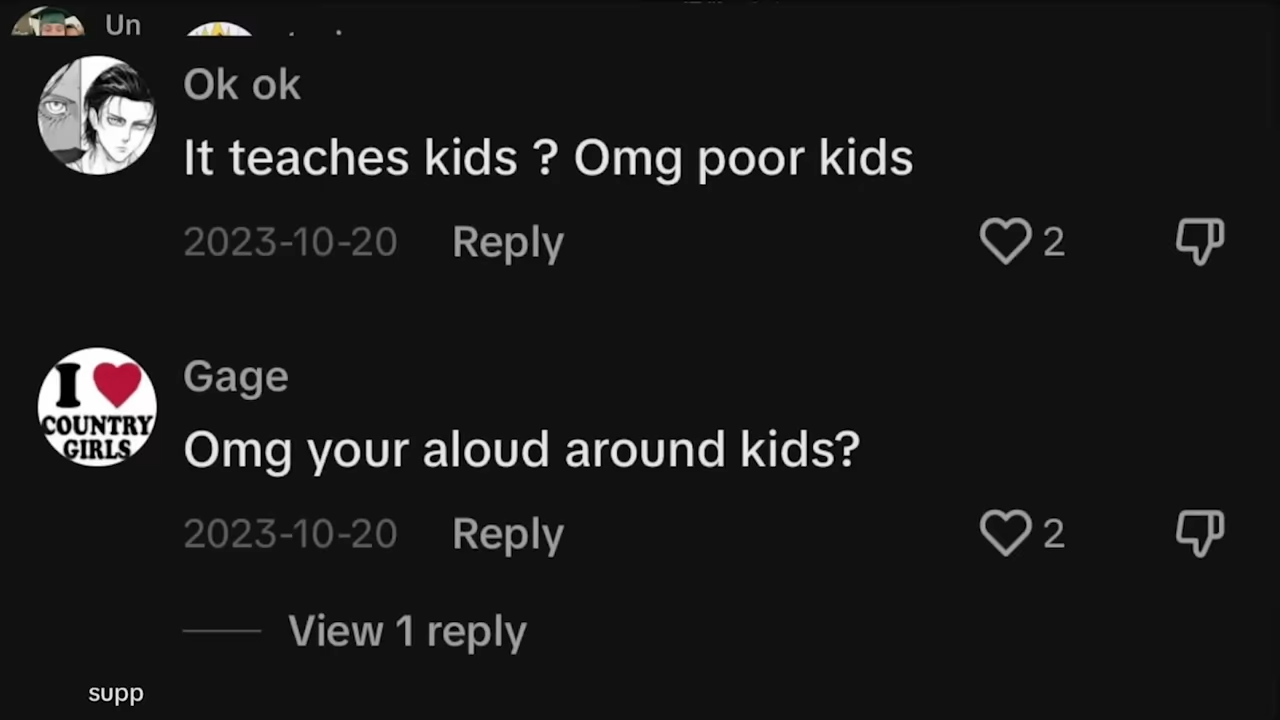 Un
Ok ok
It teaches kids ? Omg poor kids
2023-10-20 Reply 2
I
COUNTRY
GIRLS
Gage
Omg your aloud around kids?
2023-10-20 Reply 2
View 1 reply
supp